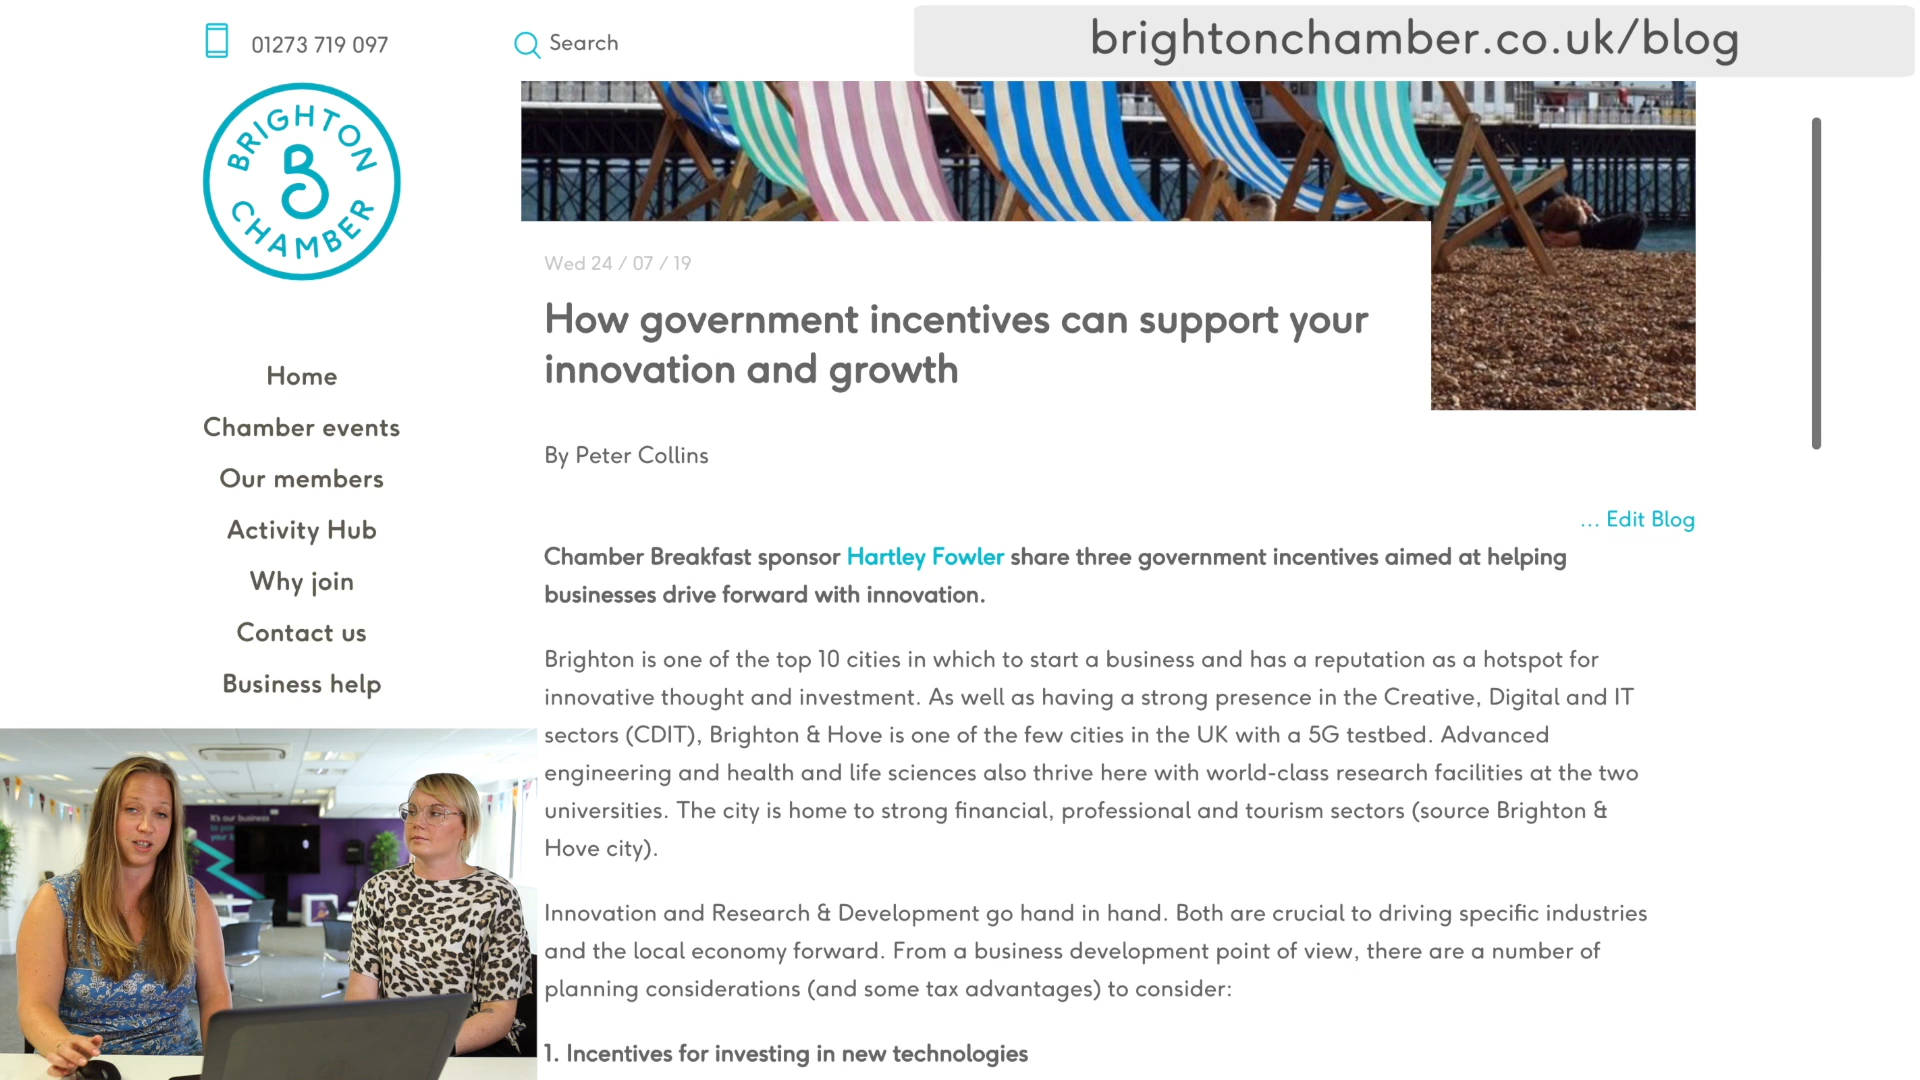 01273 719 097
Search
brightonchamber.co.uk/blog
BRIGHTON
B
CHAMBER
Home
Chamber events
Our members
Activity Hub
Why join
Contact us
Business help
Wed 24 / 07 / 19
How government incentives can support your
innovation and growth
By Peter Collins
... Edit Blog
Chamber Breakfast sponsor Hartley Fowler share three government incentives aimed at helping
businesses drive forward with innovation.
Brighton is one of the top 10 cities in which to start a business and has a reputation as a hotspot for
innovative thought and investment. As well as having a strong presence in the Creative, Digital and IT
sectors (CDIT), Brighton & Hove is one of the few cities in the UK with a 5G testbed. Advanced
engineering and health and life sciences also thrive here with world-class research facilities at the two
universities. The city is home to strong financial, professional and tourism sectors (source Brighton &
Hove city).
Innovation and Research & Development go hand in hand. Both are crucial to driving specific industries
and the local economy forward. From a business development point of view, there are a number of
planning considerations (and some tax advantages) to consider:
1. Incentives for investing in new technologies
It's our business